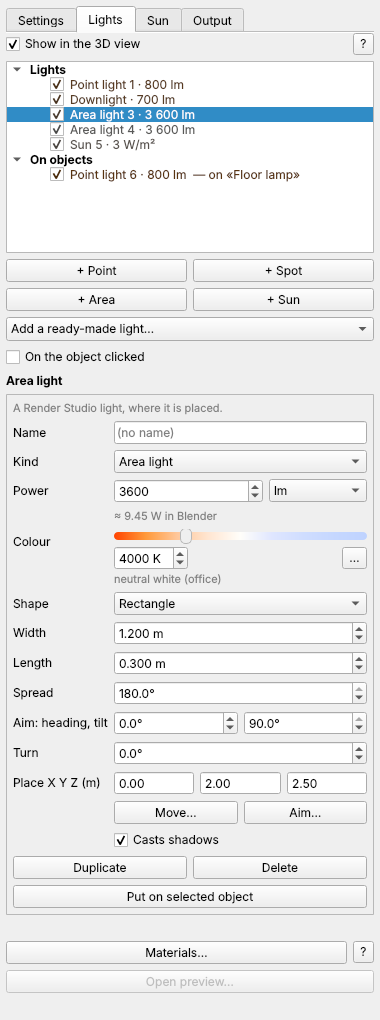 Settings Lights Sun Output
Show in the 3D view ?
Lights
Point light 1 · 800 lm
Downlight · 700 lm
Area light 3 · 3 600 lm
Area light 4 · 3 600 lm
Sun 5 · 3 W/m²
On objects
Point light 6 · 800 lm — on «Floor lamp»
+ Point + Spot
+ Area + Sun
Add a ready-made light...
On the object clicked
Area light
A Render Studio light, where it is placed.
Name (no name)
Kind Area light
Power 3600 lm
≈ 9.45 W in Blender
Colour
4000 K ...
neutral white (office)
Shape Rectangle
Width 1.200 m
Length 0.300 m
Spread 180.0°
Aim: heading, tilt 0.0° 90.0°
Turn 0.0°
Place X Y Z (m) 0.00 2.00 2.50
Move... Aim...
Casts shadows
Duplicate Delete
Put on selected object
Materials... ?
Open preview...